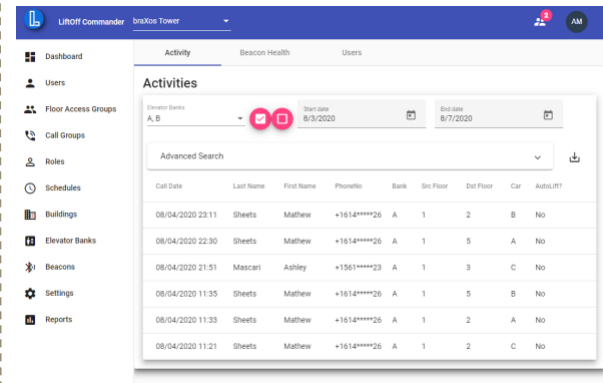 LiftOff Commander braXos Tower 2 AM
Dashboard
Users
Floor Access Groups
Call Groups
Roles
Schedules
Buildings
Elevator Banks
Beacons
Settings
Reports
Activity Beacon Health Users
Activities
Elevator Banks Start date End date
A, B 8/3/2020 8/7/2020
Advanced Search
Call Date Last Name First Name PhoneNo Bank Src Floor Dst Floor Car AutoLift?
08/04/2020 23:11 Sheets Mathew +1614*****26 A 1 2 B No
08/04/2020 22:30 Sheets Mathew +1614*****26 A 1 5 A No
08/04/2020 21:51 Mascari Ashley +1561*****23 A 1 3 C No
08/04/2020 11:35 Sheets Mathew +1614*****26 A 1 5 B No
08/04/2020 11:33 Sheets Mathew +1614*****26 A 1 2 A No
08/04/2020 11:21 Sheets Mathew +1614*****26 A 1 2 C No